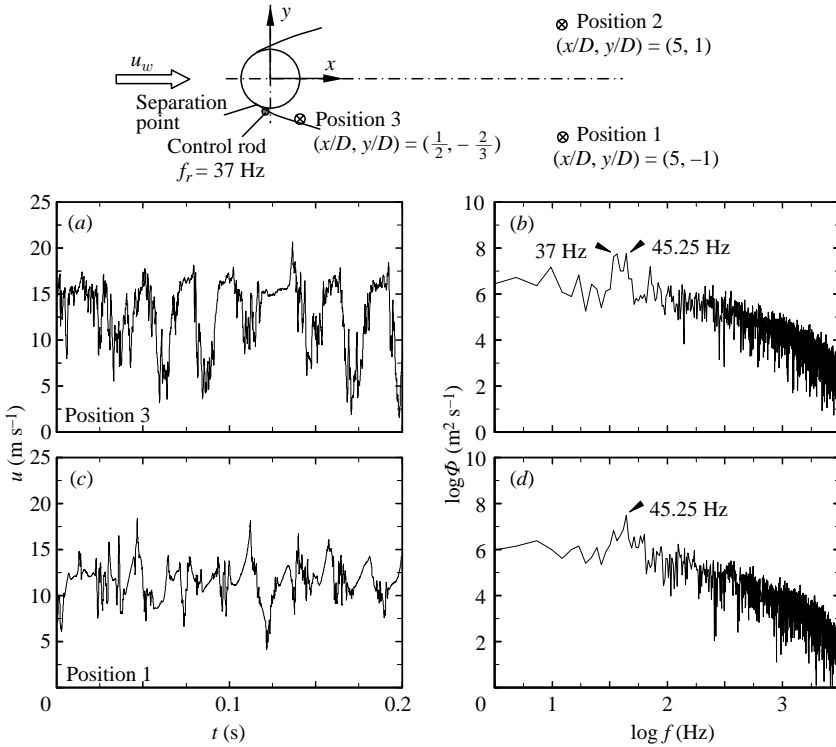 y
Position 2
(x/D, y/D) = (5, 1)
u_w
x
Separation
point
Position 3
Control rod
(x/D, y/D) = (1/2, – 2/3)
f_r = 37 Hz
Position 1
(x/D, y/D) = (5, –1)
25
(a)
20
15
10
5
0
Position 3
10
(b)
37 Hz
45.25 Hz
8
6
4
2
0
u (m s⁻¹)
logΦ (m² s⁻¹)
25
(c)
20
15
10
5
Position 1
0
0.1
0.2
t (s)
10
(d)
45.25 Hz
8
6
4
2
0
1
2
3
log f (Hz)